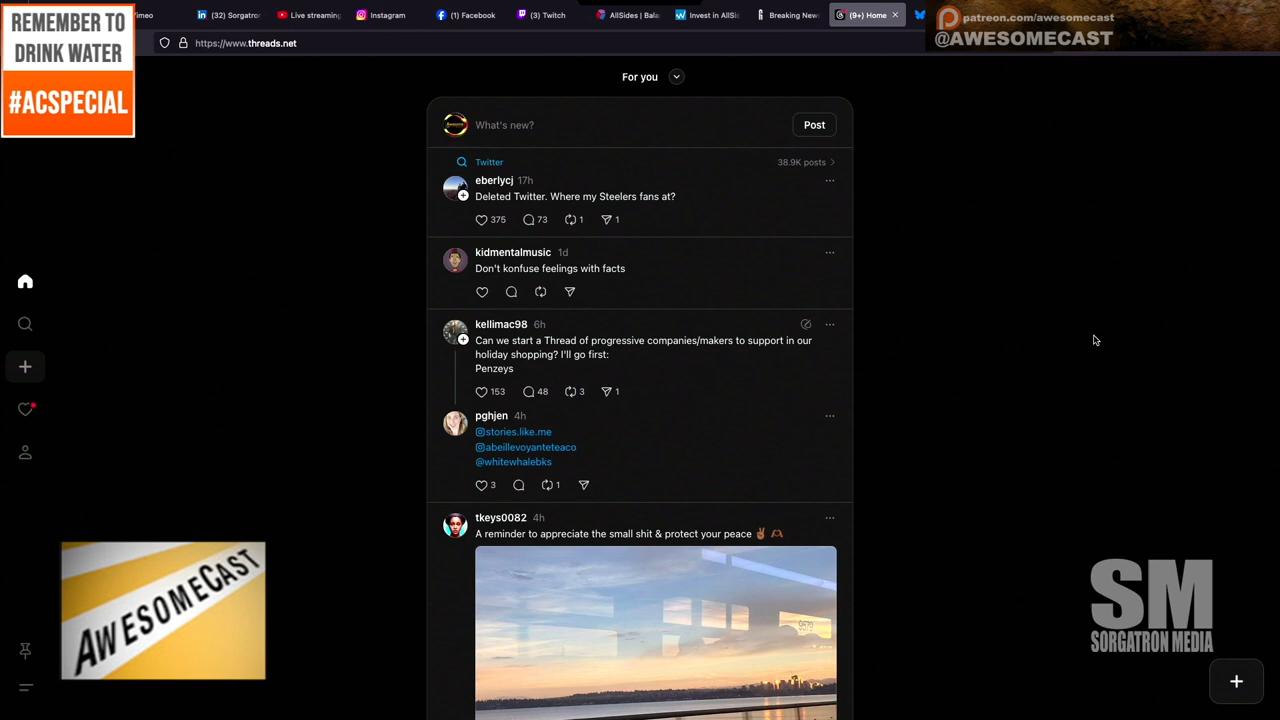 REMEMBER TO
DRINK WATER
#ACSPECIAL
imeo
(32) Sorgatro
Live streaming
Instagram
(1) Facebook
(3) Twitch
AllSides | Bala
Invest in AllSi
Breaking New
(9+) Home
patreon.com/awesomecast
@AWESOMECAST
https://www.threads.net
For you
What's new?
Post
Twitter
38.9K posts
eberlycj 17h
Deleted Twitter. Where my Steelers fans at?
375 73 1 1
kidmentalmusic 1d
Don't konfuse feelings with facts
kellimac98 6h
Can we start a Thread of progressive companies/makers to support in our
holiday shopping? I'll go first:
Penzeys
153 48 3 1
pghjen 4h
stories.like.me
abeillevoyanteteaco
@whitewhalebks
3 1
tkeys0082 4h
A reminder to appreciate the small shit & protect your peace ✌🏾 🫶🏾
9579
AWESOMECAST
SM
SORGATRON MEDIA